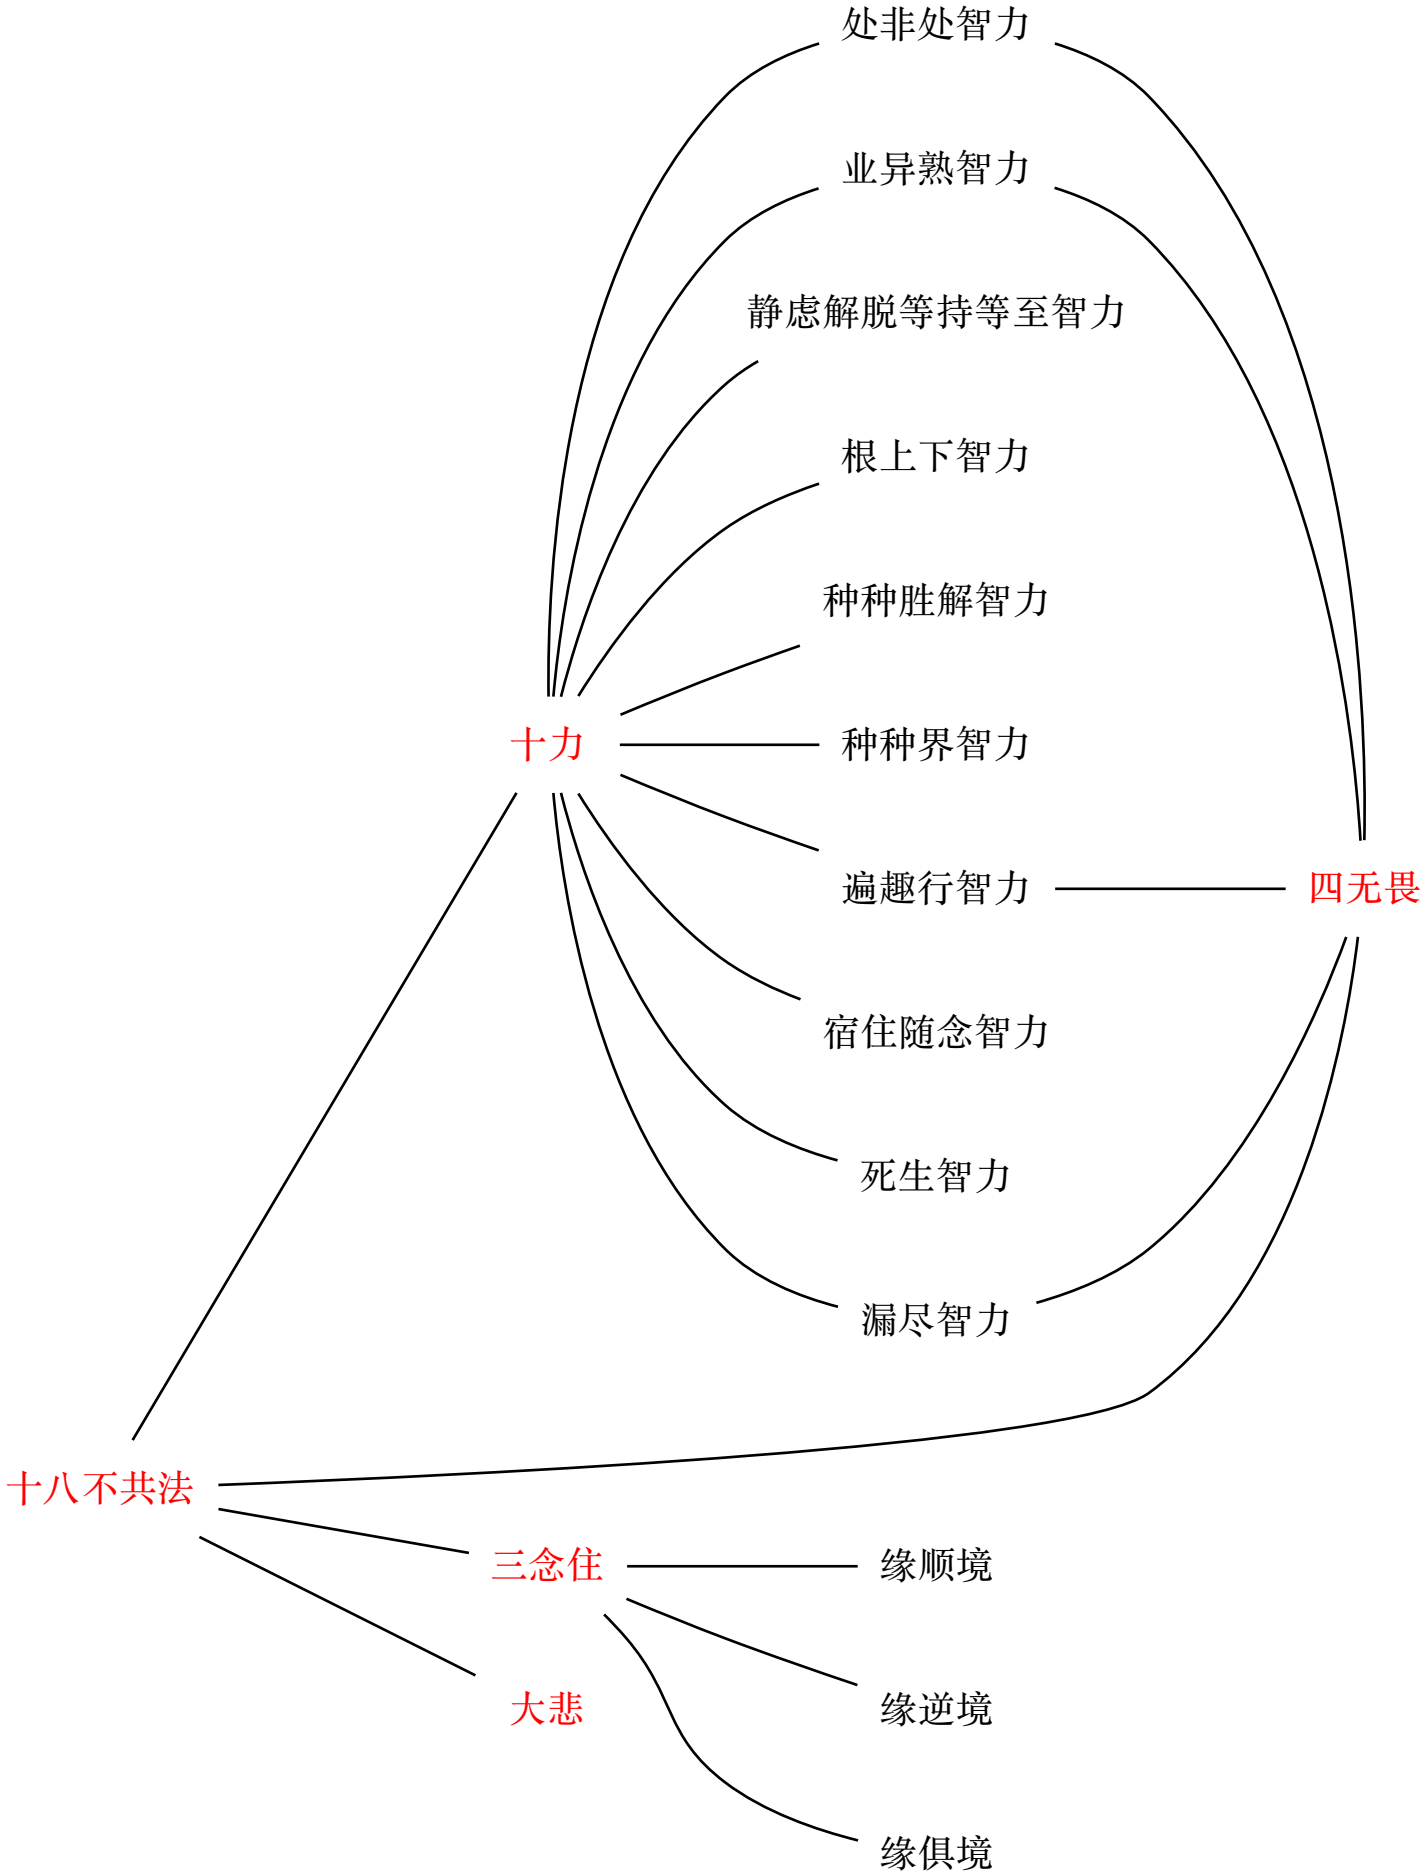 处非处智力
业异熟智力
静虑解脱等持等至智力
根上下智力
种种胜解智力
十力
种种界智力
遍趣行智力
四无畏
宿住随念智力
死生智力
漏尽智力
十八不共法
三念住
缘顺境
大悲
缘逆境
缘俱境